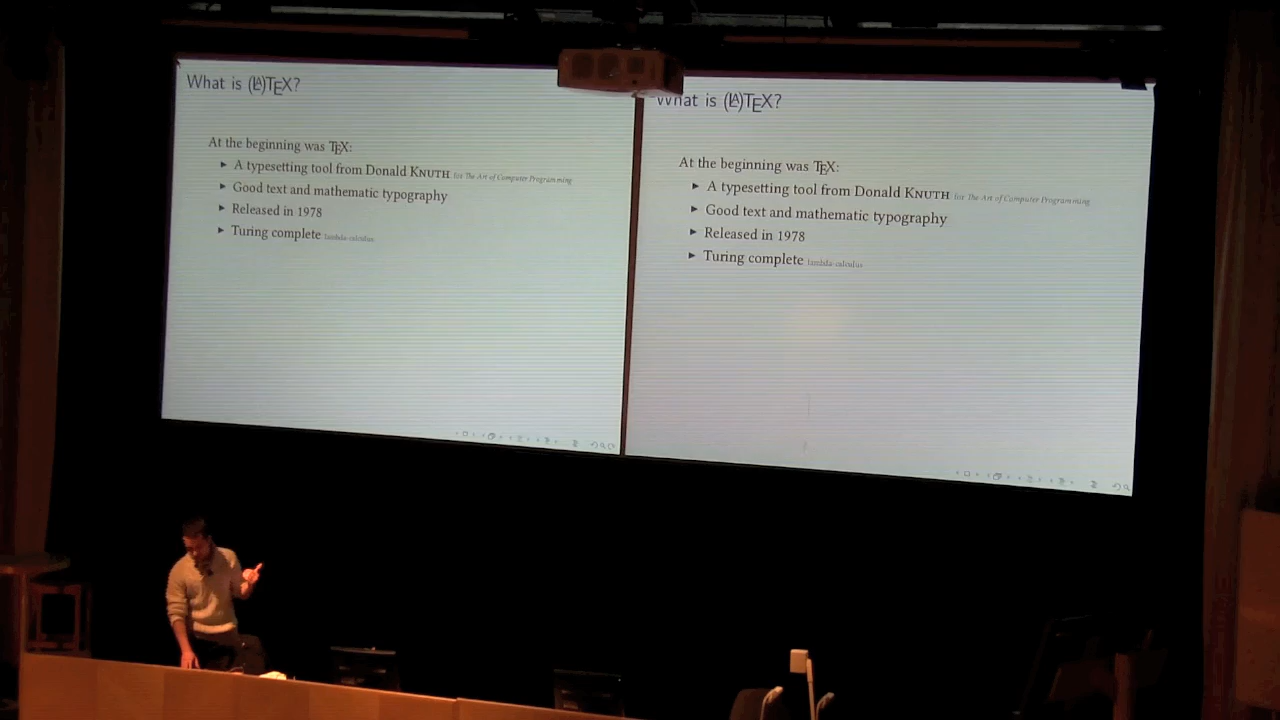 What is (LA)TEX?
At the beginning was TEX:
▶ A typesetting tool from Donald KNUTH for The Art of Computer Programming
▶ Good text and mathematic typography
▶ Released in 1978
▶ Turing complete lambda-calculus
What is (LA)TEX?
At the beginning was TEX:
▶ A typesetting tool from Donald KNUTH for The Art of Computer Programming
▶ Good text and mathematic typography
▶ Released in 1978
▶ Turing complete lambda-calculus